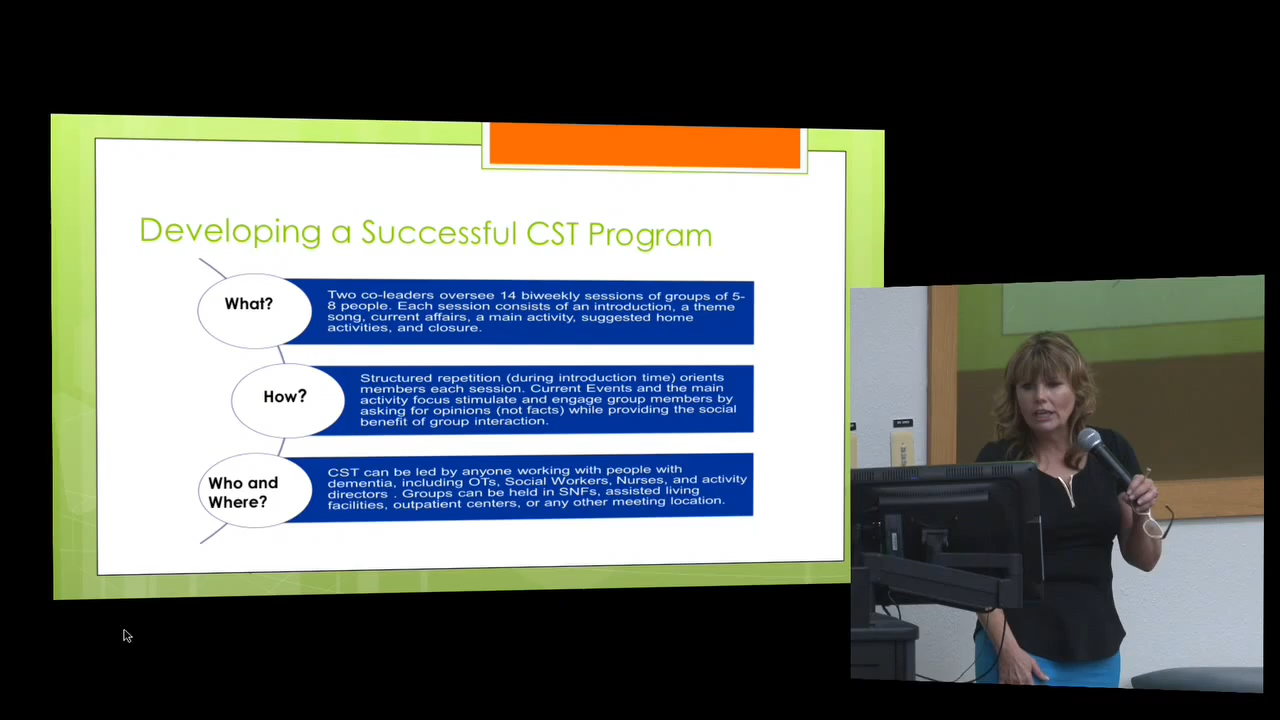 Developing a Successful CST Program
What?
Two co-leaders oversee 14 biweekly sessions of groups of 5-
8 people. Each session consists of an introduction, a theme
song, current affairs, a main activity, suggested home
activities, and closure.
How?
Structured repetition (during introduction time) orients
members each session. Current Events and the main
activity focus stimulate and engage group members by
asking for opinions (not facts) while providing the social
benefit of group interaction.
Who and
Where?
CST can be led by anyone working with people with
dementia, including OTs, Social Workers, Nurses, and activity
directors . Groups can be held in SNFs, assisted living
facilities, outpatient centers, or any other meeting location.